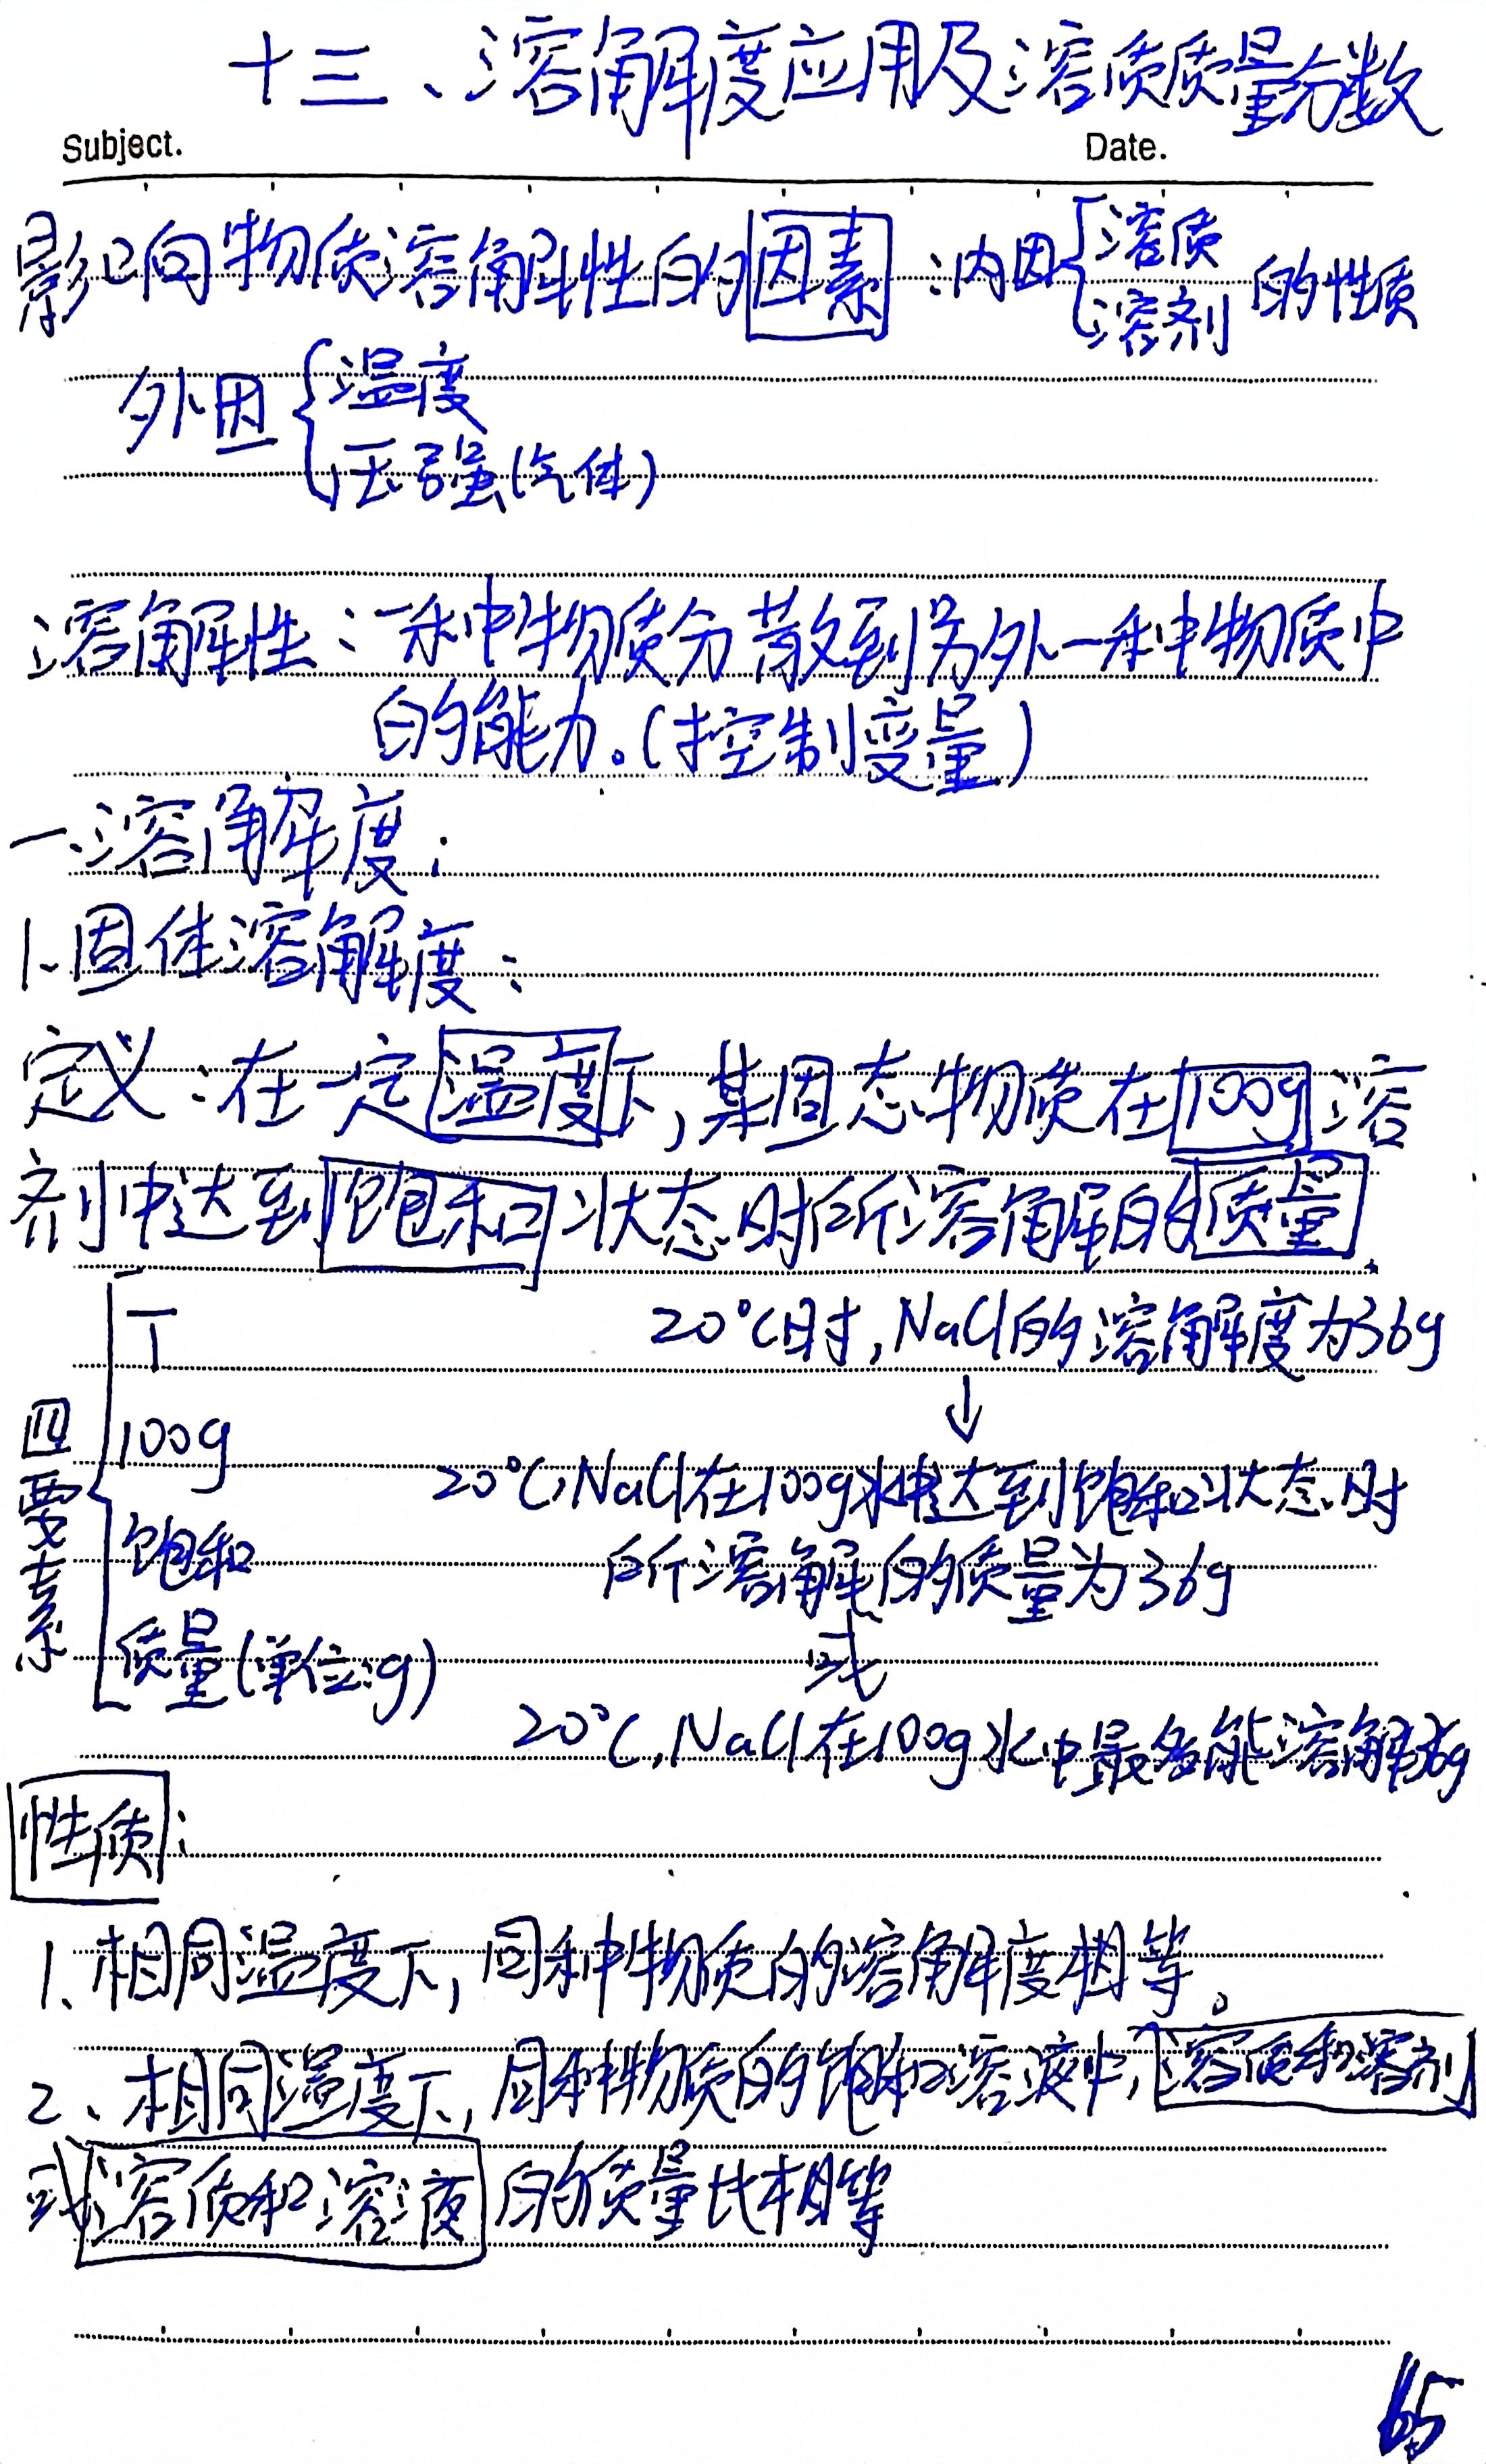 十三、溶解度应用及溶质质量分数
Subject.
Date.
影响物质溶解性的因素：内因{溶质 溶剂 的性质
外因{温度
压强(气体)
溶解性：一种物质分散到另外一种物质中
的能力。(控制变量)
一、溶解度：
1、固体溶解度：
定义：在一定温度下，某固态物质在100g溶
剂中达到饱和状态时所溶解的质量.
四要素
T
100g
饱和
质量(单位:g)
20℃时，NaCl的溶解度为36g
↓
20℃，NaCl在100g水中达到饱和状态时
所溶解的质量为36g
或
20℃，NaCl在100g水中最多能溶解36g
性质：
1、相同温度下，同种物质的溶解度相等。
2、相同温度下，同种物质的饱和溶液中，溶质和溶剂
或溶质和溶液的质量比相等
65